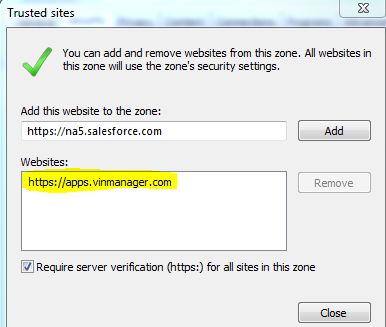 Trusted sites
You can add and remove websites from this zone. All websites in
this zone will use the zone's security settings.
Add this website to the zone:
https://na5.salesforce.com
Add
Websites:
https://apps.vinmanager.com
Remove
Require server verification (https:) for all sites in this zone
Close